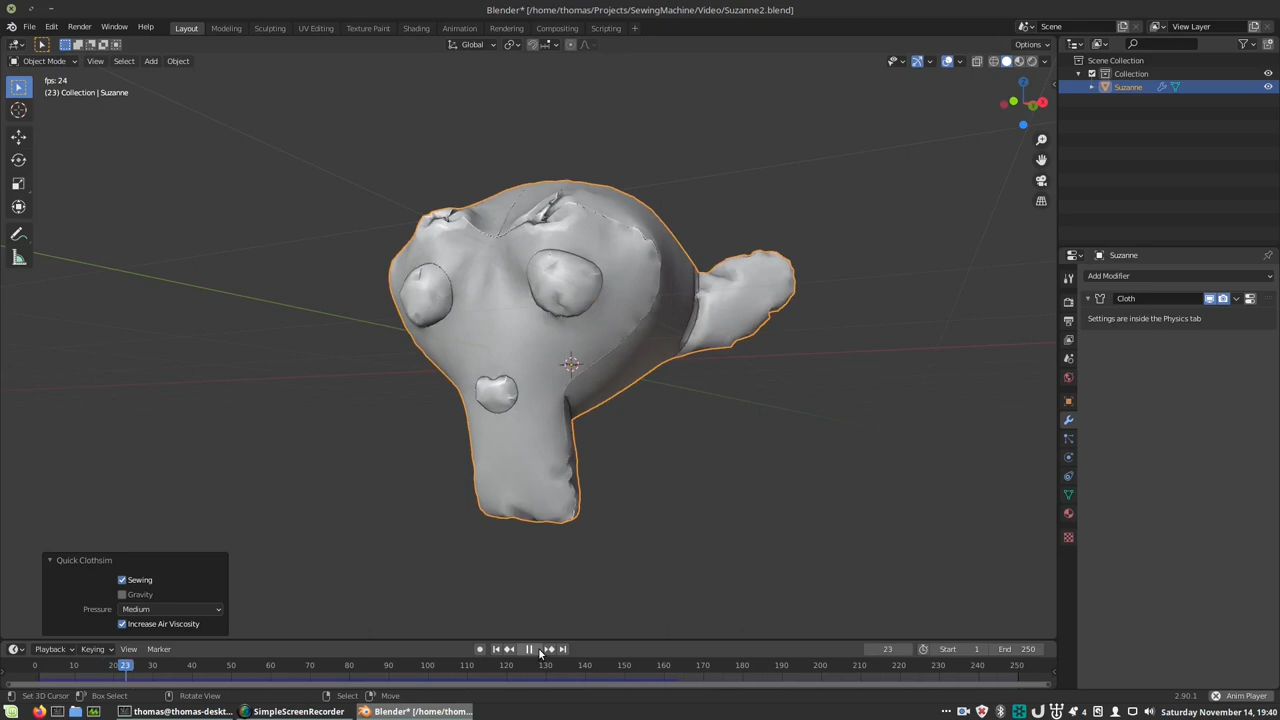 Blender* [/home/thomas/Projects/SewingMachine/Video/Suzanne2.blend]
File Edit Render Window Help Layout Modeling Sculpting UV Editing Texture Paint Shading Animation Rendering Compositing Scripting + Scene View Layer
Global Options
Object Mode View Select Add Object
Scene Collection
Collection
Suzanne
fps: 24
(23) Collection | Suzanne
Z
X
Y
Suzanne
Add Modifier
Cloth
Settings are inside the Physics tab
Quick Clothsim
Sewing
Gravity
Pressure Medium
Increase Air Viscosity
Playback Keying View Marker 23 Start 1 End 250
0 10 20 23 30 40 50 60 70 80 90 100 110 120 130 140 150 160 170 180 190 200 210 220 230 240 250
Set 3D Cursor Box Select Rotate View Select Move 2.90.1 Anim Player
thomas@thomas-deskt... SimpleScreenRecorder Blender* [/home/thom... 4 Saturday November 14, 19:40